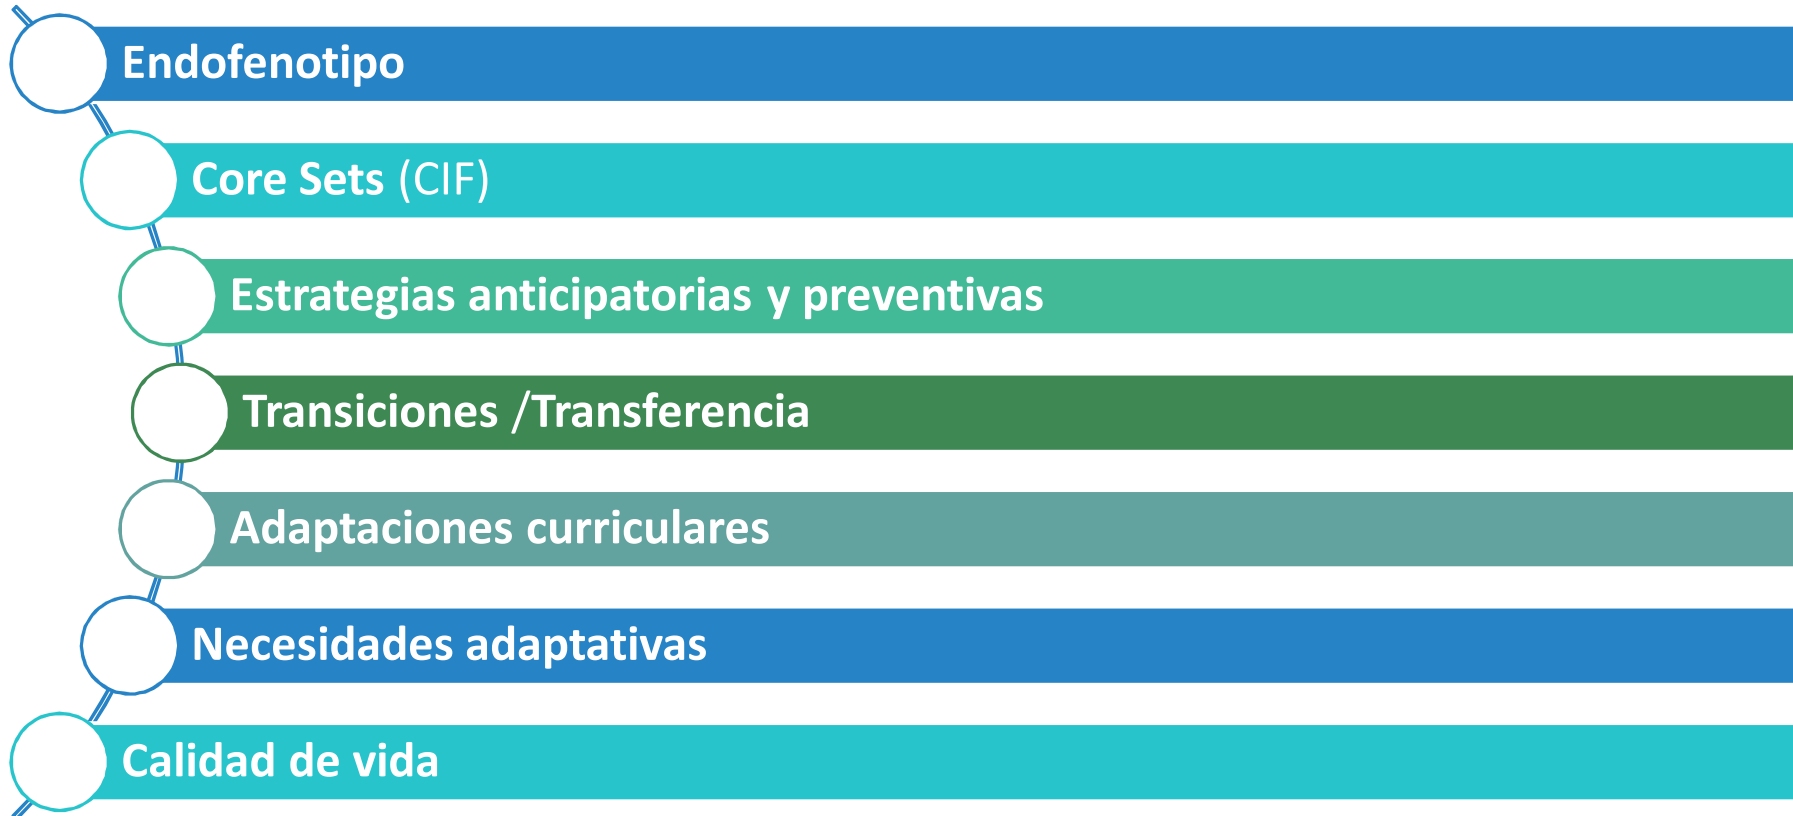 Endofenotipo
Core Sets (CIF)
Estrategias anticipatorias y preventivas
Transiciones /Transferencia
Adaptaciones curriculares
Necesidades adaptativas
Calidad de vida